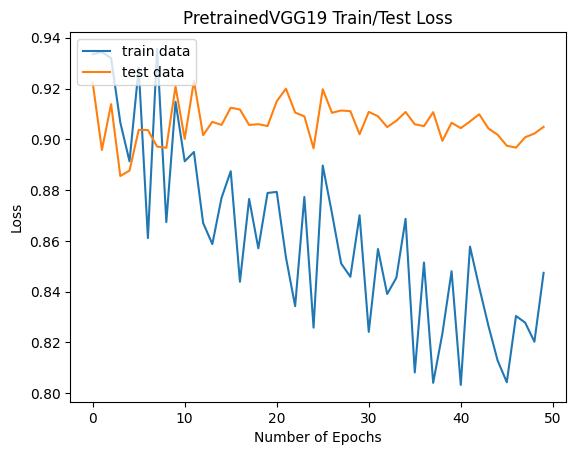 PretrainedVGG19 Train/Test Loss
train data
test data
0.94
0.92
0.90
0.88
0.86
0.84
0.82
0.80
Loss
0
10
20
30
40
50
Number of Epochs